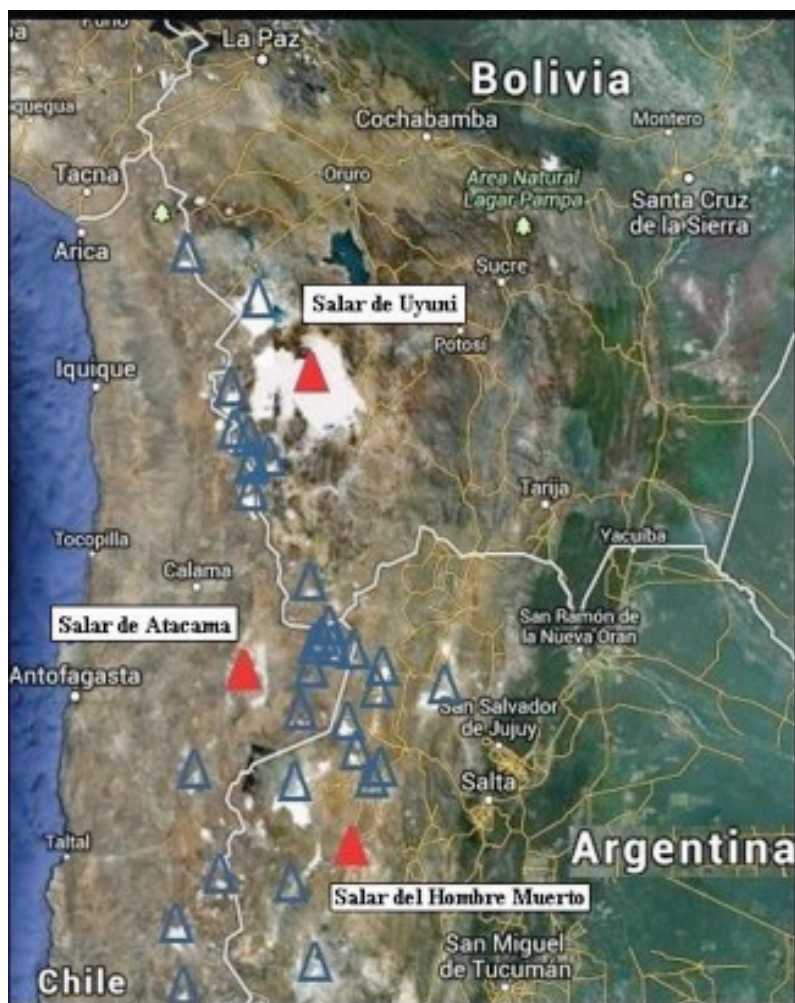 La Paz
Bolivia
quegua
Cochabamba
Montero
Tacna
Oruro
Area Natural
Lagar Pampa
Santa Cruz
de la Sierra
Arica
Sucre
Salar de Uyuni
Potosí
Iquique
Tarija
Tocopilla
Yacuiba
Calama
San Ramón de
la Nueva Orán
Salar de Atacama
Antofagasta
San Salvador
de Jujuy
Salta
Taltal
Argentina
Salar del Hombre Muerto
San Miguel
de Tucumán
Chile